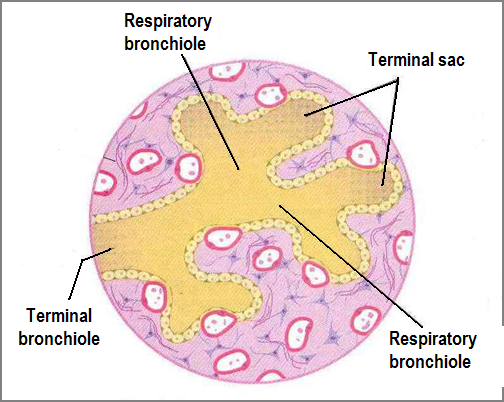 Respiratory
bronchiole
Terminal sac
Terminal
bronchiole
Respiratory
bronchiole